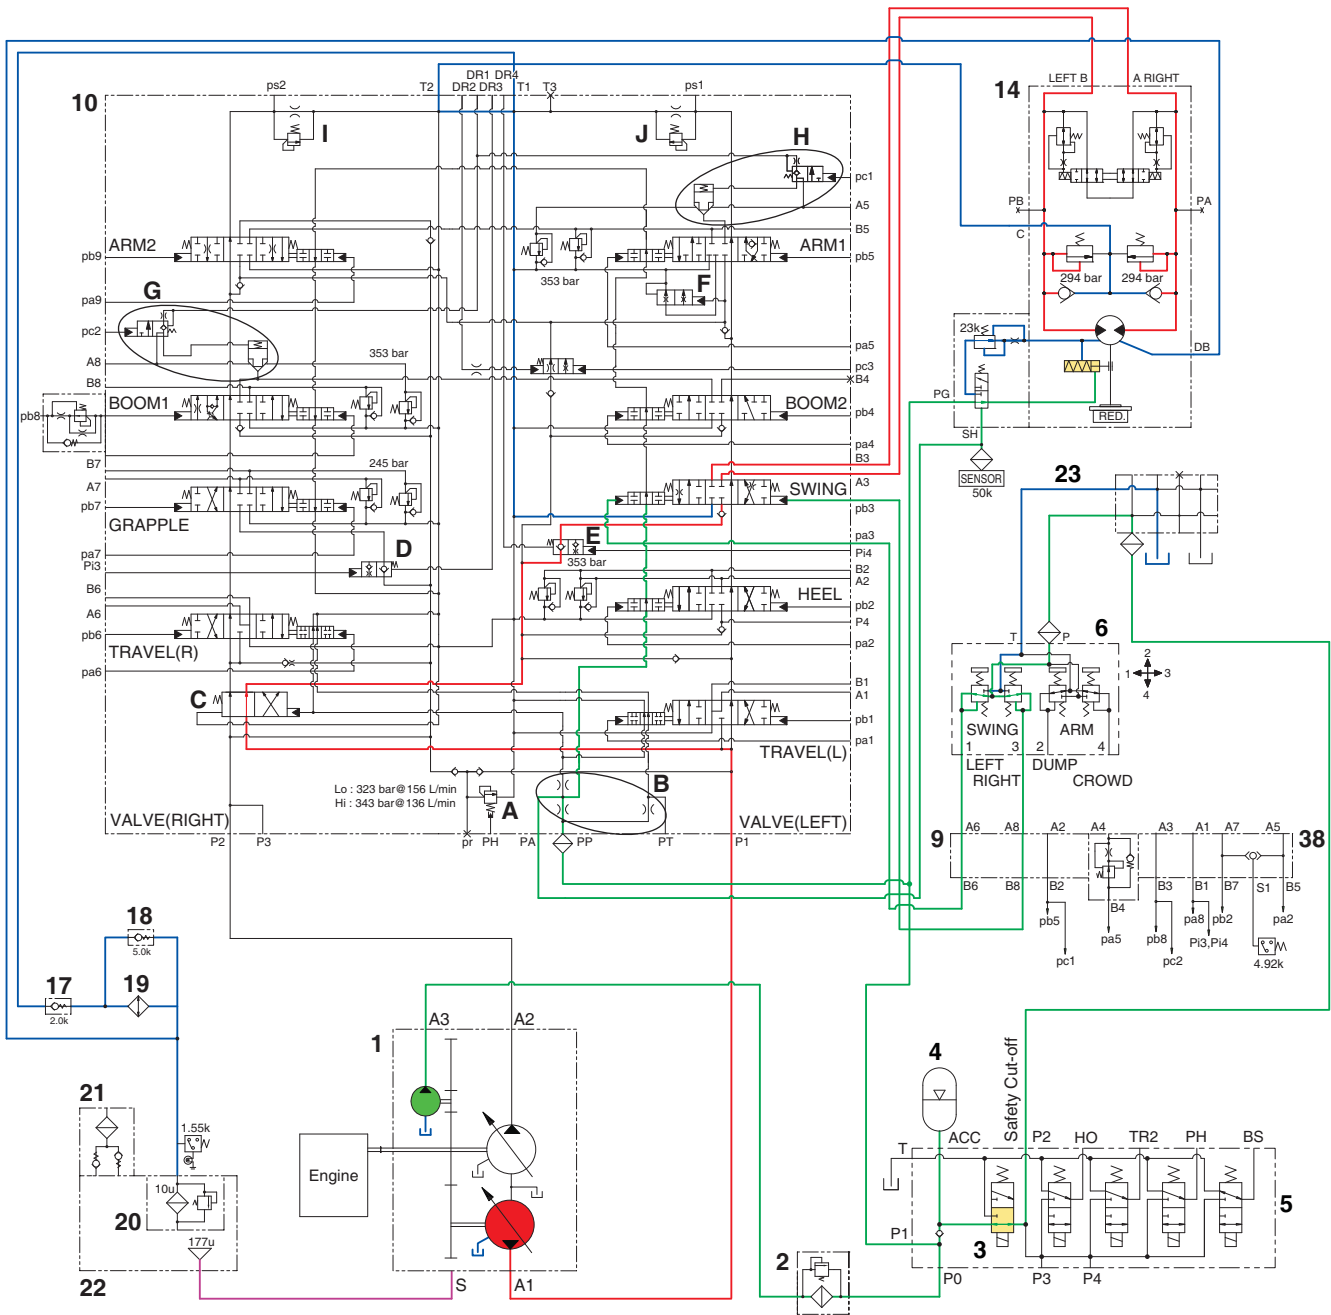 LEFT B A RIGHT
14
DR1 DR4
ps2 T2 DR2 DR3 T1 T3 ps1
10
I J H
pc1
A5
B5
PB PA
C
ARM2 ARM1
pb9 pb5
353 bar
294 bar 294 bar
G F
pa9
pc2
23k
pa5
DB
A8
353 bar
pc3
B8 B4
PG
BOOM1 BOOM2
pb8 pb4
RED.
SH
pa4
B7 B3
245 bar
A7 A3
SENSOR
50k
23
pb7 SWING
pb3
GRAPPLE
pa3
D E
pa7 Pi4
Pi3
353 bar
B6 B2
A2
HEEL
A6 pb2
pb6 P4
TRAVEL(R)
pa2
pa6
T P 6
2
1 3
4
B1
C A1
pb1
pa1
TRAVEL(L)
SWING ARM
1 3 2 4
LEFT DUMP
RIGHT CROWD
B
Lo : 323 bar@156 L/min
Hi : 343 bar@136 L/min
A
VALVE(RIGHT) VALVE(LEFT)
P2 P3 pr PH PA PP PT P1
9 A6 A8 A2 A4 A3 A1 A7 A5 38
B6 B8 B2 B4 B3 B1 B7 S1 B5
pb5 pa5 pb8 pa8 pb2 pa2
Pi3,Pi4
pc1 pc2 4.92k
18
5.0k
17 19
2.0k
A3 A2
1
4
Safety Cut-off
21
1.55k
Engine
T ACC P2 HO TR2 PH BS
10u
20
5
P1 3
177u
2
22 S A1
P0 P3 P4